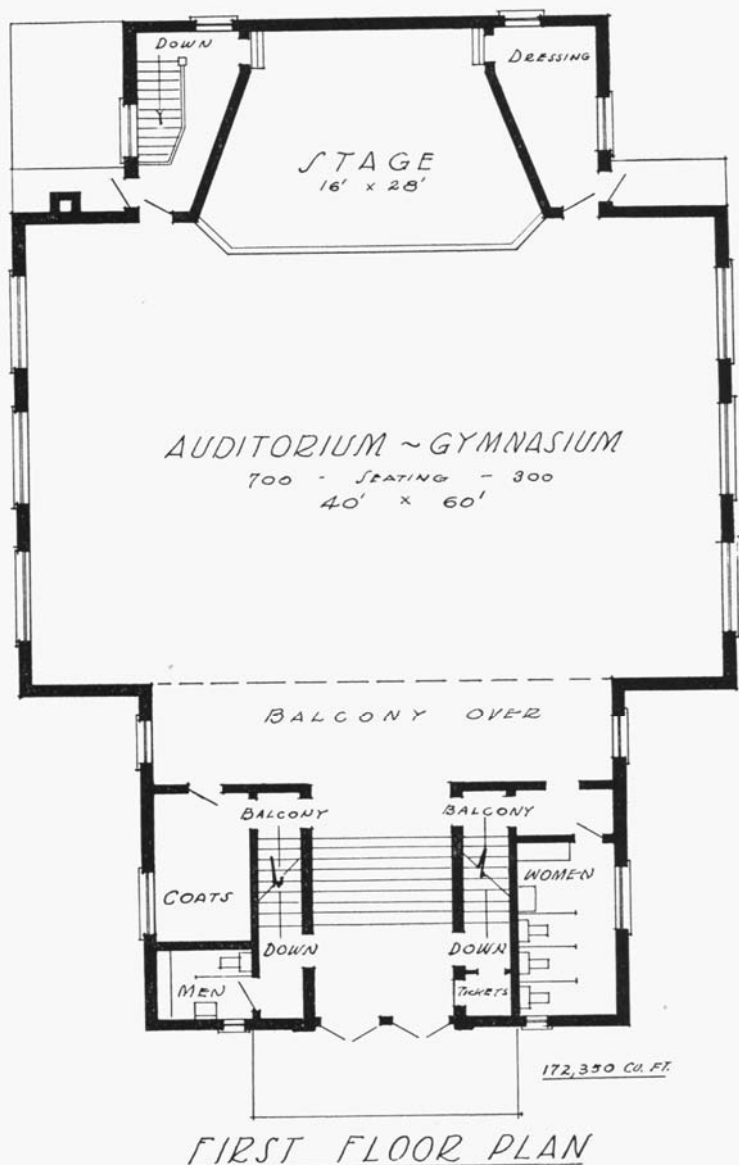 DOWN
DRESSING
STAGE
16' x 28'
AUDITORIUM ~ GYMNASIUM
700 - SEATING - 300
40' x 60'
BALCONY OVER
BALCONY
BALCONY
COATS
WOMEN
DOWN
DOWN
MEN
TICKETS
172,350 CU. FT.
FIRST FLOOR PLAN